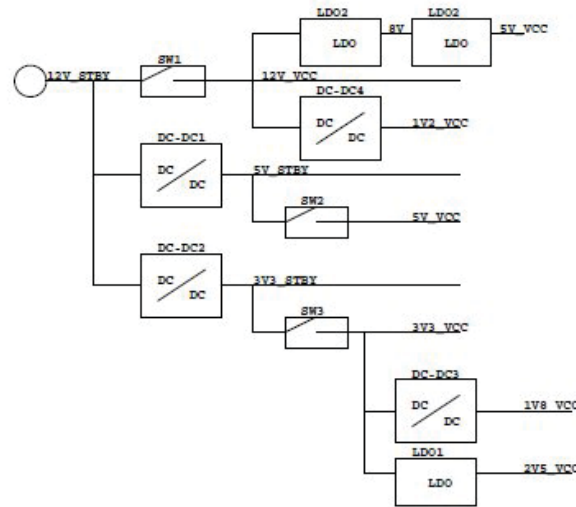 LDO2 LDO2
LDO 8V LDO 5V_VCC
12V_STBY SW1 12V_VCC
DC-DC4
DC DC 1V2_VCC
DC-DC1
DC DC 5V_STBY
SW2 5V_VCC
DC-DC2
DC DC 3V3_STBY
SW3 3V3_VCC
DC-DC3
DC DC 1V8_VCC
LDO1
LDO 2V5_VCC